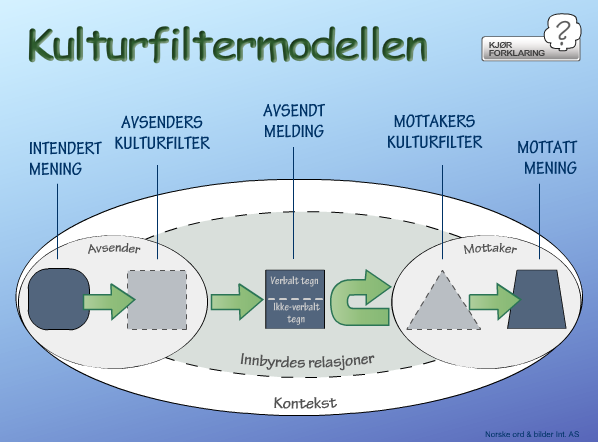 Kulturfiltermodellen
?
KJØR
FORKLARING
INTENDERT
MENING
AVSENDERS
KULTURFILTER
AVSENDT
MELDING
MOTTAKERS
KULTURFILTER
MOTTATT
MENING
Avsender
Mottaker
Verbalt tegn
Ikke-verbalt
tegn
Innbyrdes relasjoner
Kontekst
Norske ord & bilder Int. AS